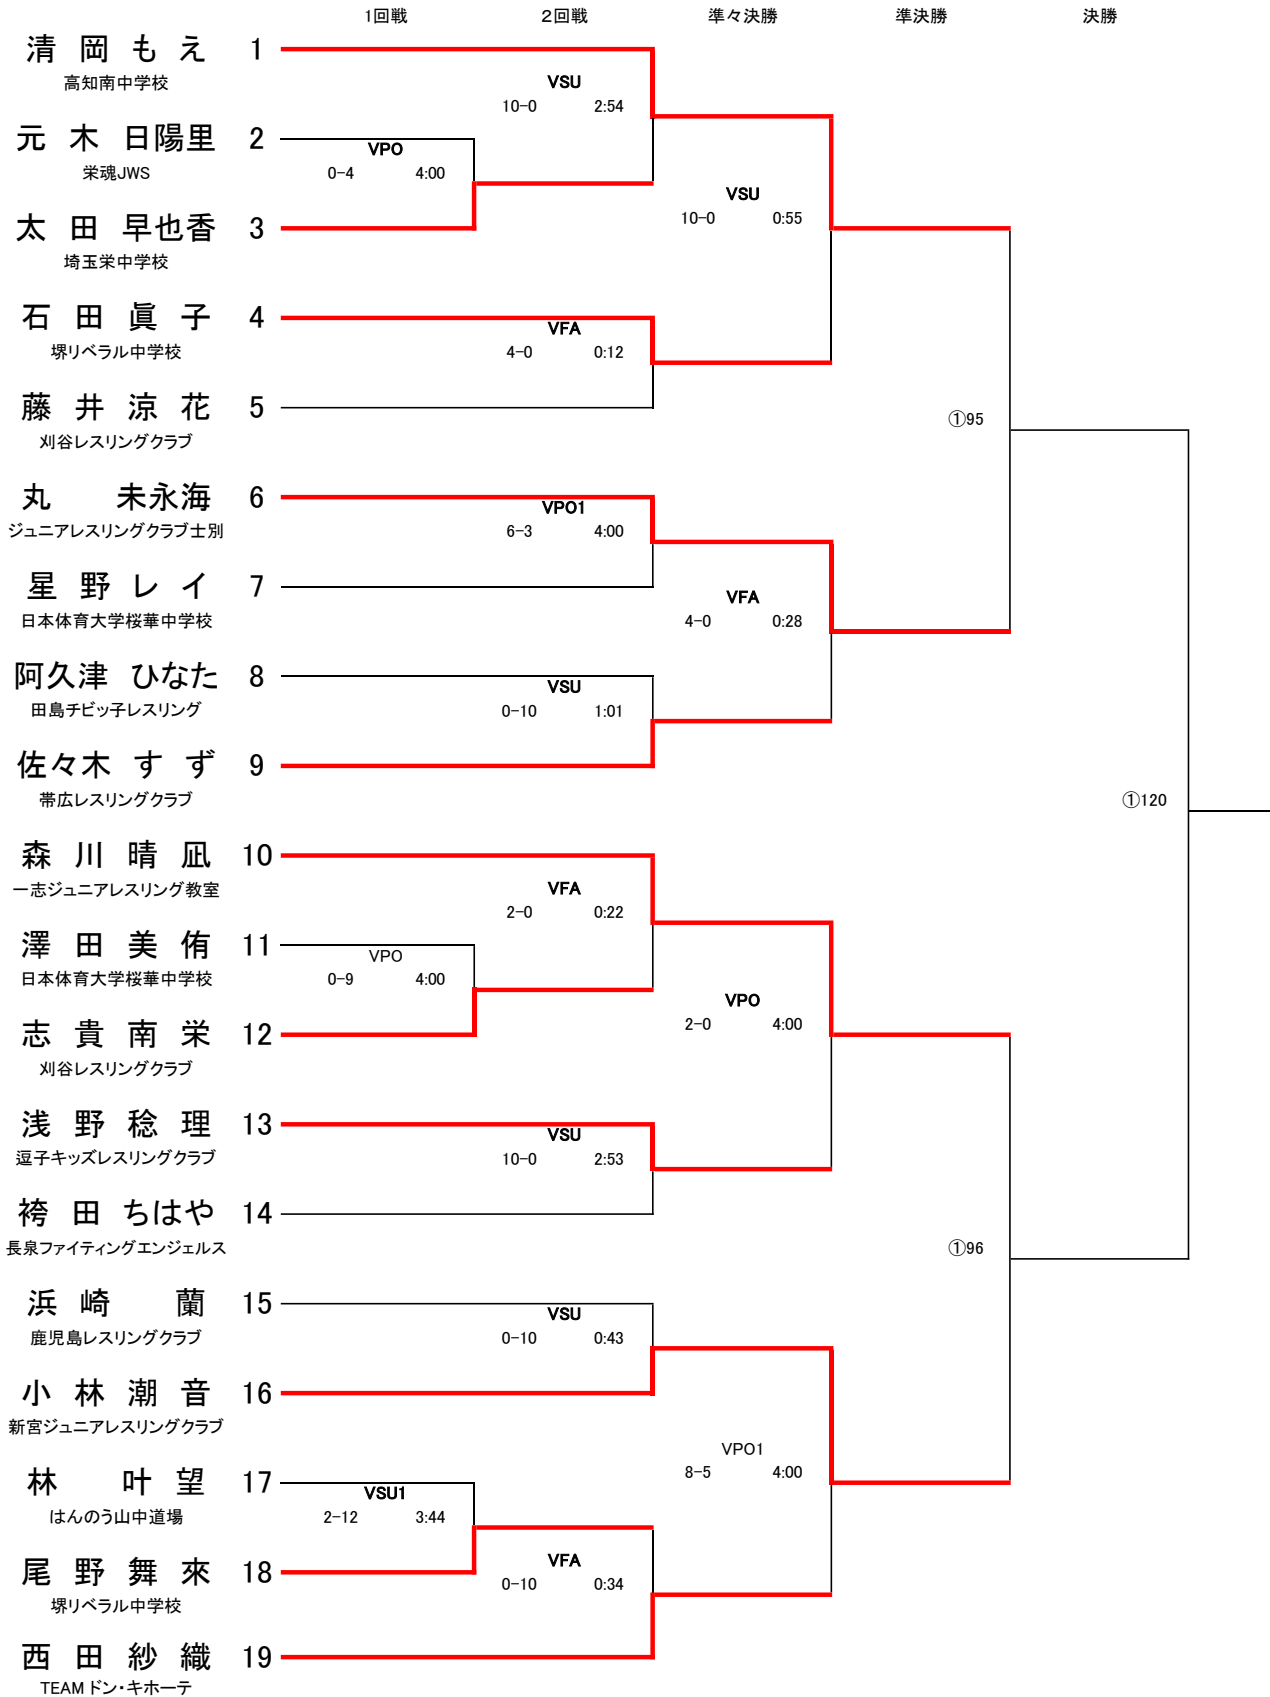 1回戦 2回戦 準々決勝 準決勝 決勝
清 岡 も え 1
高知南中学校
VSU
10-0 2:54
元 木 日陽里 2
栄魂JWS
VPO
0-4 4:00
太 田 早也香 3
埼玉栄中学校
VSU
10-0 0:55
石 田 眞 子 4
堺リベラル中学校
VFA
4-0 0:12
藤 井 涼 花 5
刈谷レスリングクラブ
①95
丸 未永海 6
ジュニアレスリングクラブ士別
VPO1
6-3 4:00
星 野 レ イ 7
日本体育大学桜華中学校
VFA
4-0 0:28
阿久津 ひなた 8
田島チビッ子レスリング
VSU
0-10 1:01
佐々木 す ず 9
帯広レスリングクラブ
①120
森 川 晴 凪 10
一志ジュニアレスリング教室
VFA
2-0 0:22
澤 田 美 侑 11
日本体育大学桜華中学校
VPO
0-9 4:00
志 貴 南 栄 12
刈谷レスリングクラブ
VPO
2-0 4:00
浅 野 稔 理 13
逗子キッズレスリングクラブ
VSU
10-0 2:53
袴 田 ちはや 14
長泉ファイティングエンジェルス
①96
浜 崎 蘭 15
鹿児島レスリングクラブ
VSU
0-10 0:43
小 林 潮 音 16
新宮ジュニアレスリングクラブ
VPO1
8-5 4:00
林 叶 望 17
はんのう山中道場
VSU1
2-12 3:44
尾 野 舞 來 18
堺リベラル中学校
VFA
0-10 0:34
西 田 紗 織 19
TEAMドン・キホーテ